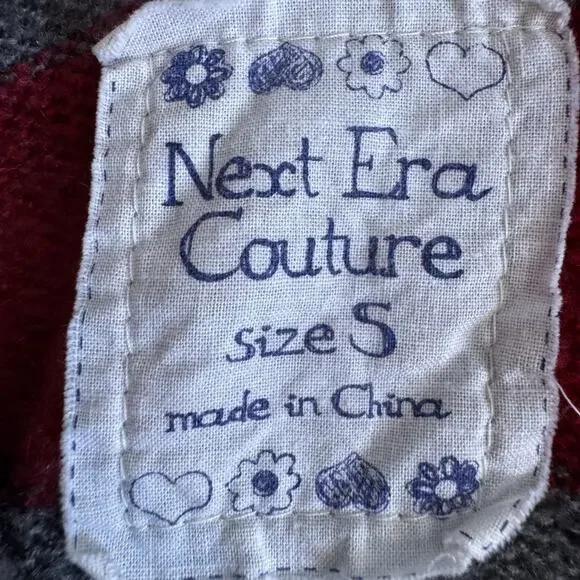 Next Era
Couture
size S
made in China